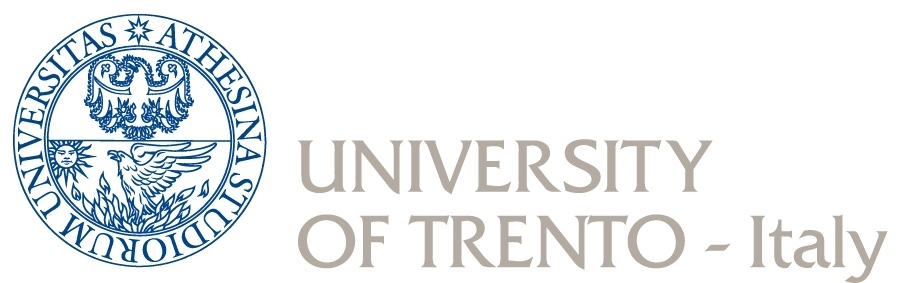 UNIVERSITAS ATHESINA STUDIORUM
UNIVERSITY
OF TRENTO - Italy